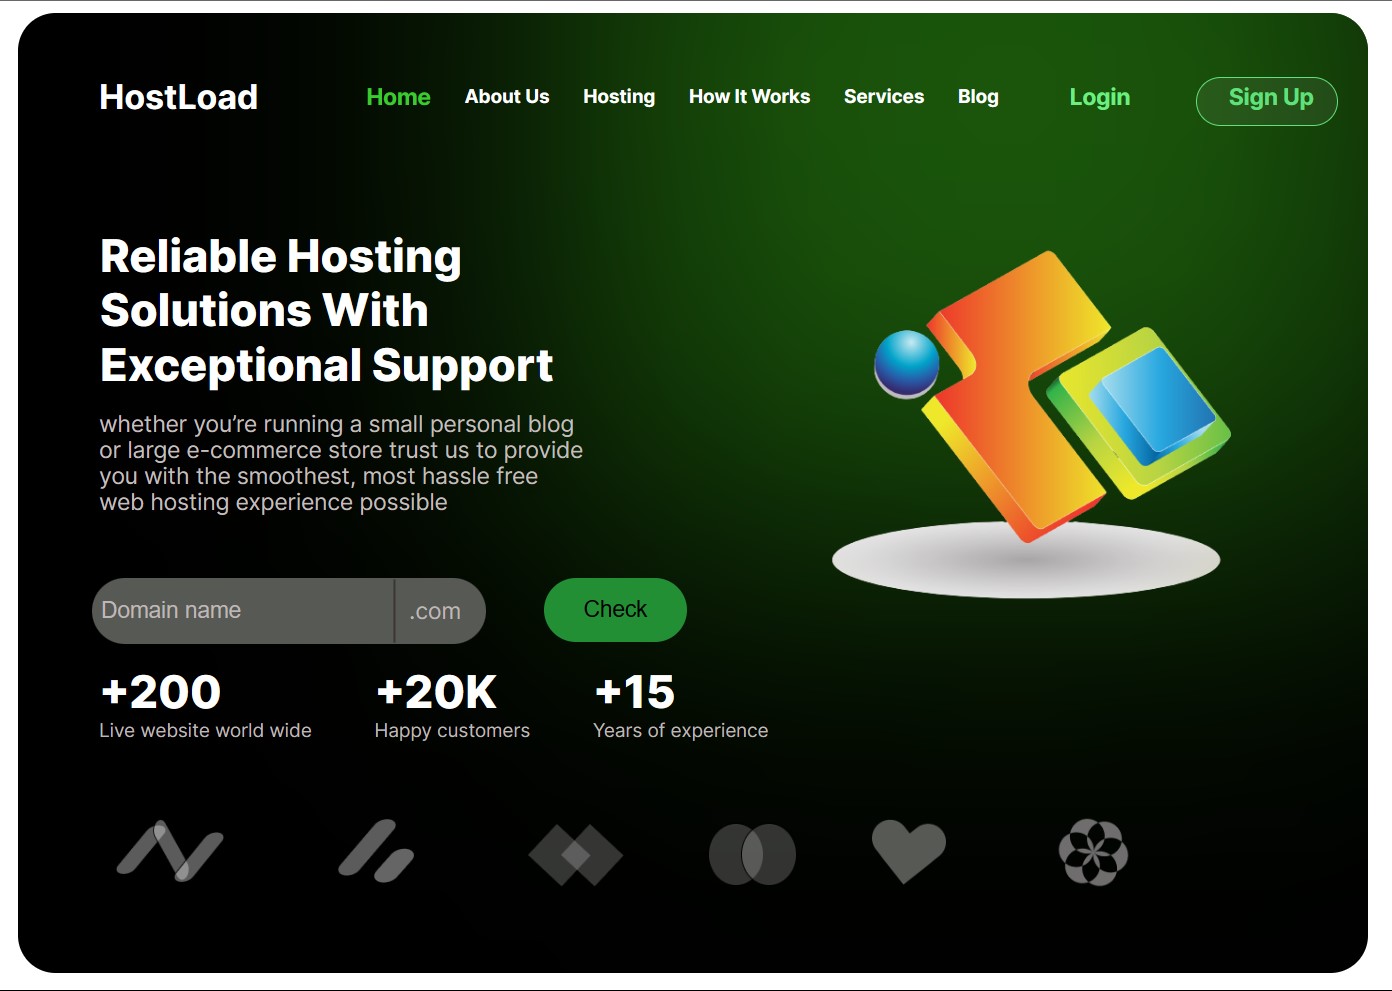 HostLoad
Home About Us Hosting How It Works Services Blog Login Sign Up
Reliable Hosting
Solutions With
Exceptional Support
whether you’re running a small personal blog
or large e-commerce store trust us to provide
you with the smoothest, most hassle free
web hosting experience possible
Domain name .com Check
+200 +20K +15
Live website world wide Happy customers Years of experience